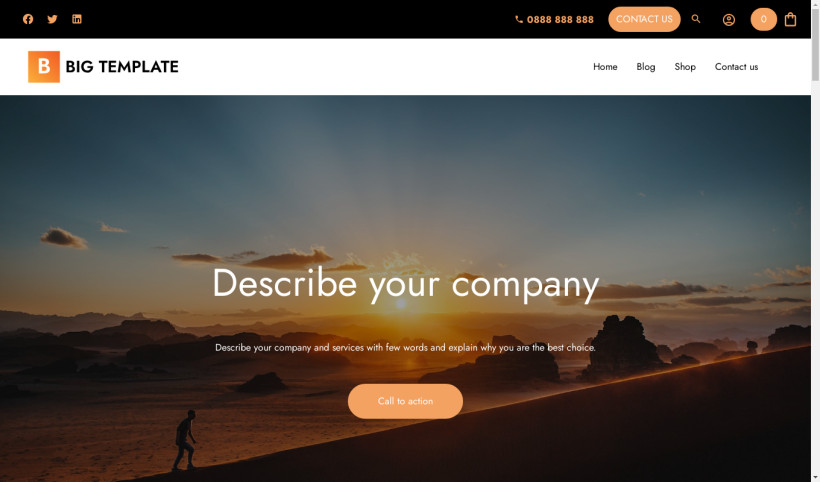 0888 888 888
CONTACT US
0
B BIG TEMPLATE
Home Blog Shop Contact us
Describe your company
Describe your company and services with few words and explain why you are the best choice.
Call to action